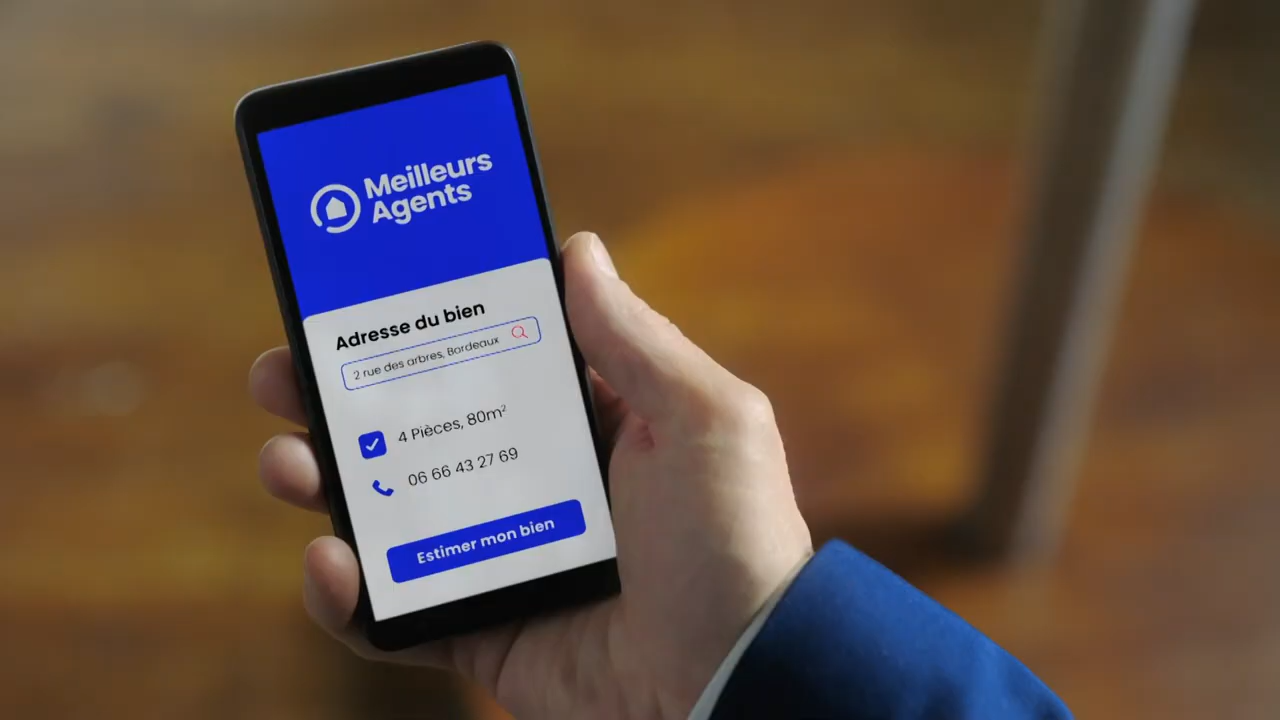 Meilleurs
Agents
Adresse du bien
2 rue des arbres, Bordeaux
4 Pièces, 80m²
06 66 43 27 69
Estimer mon bien